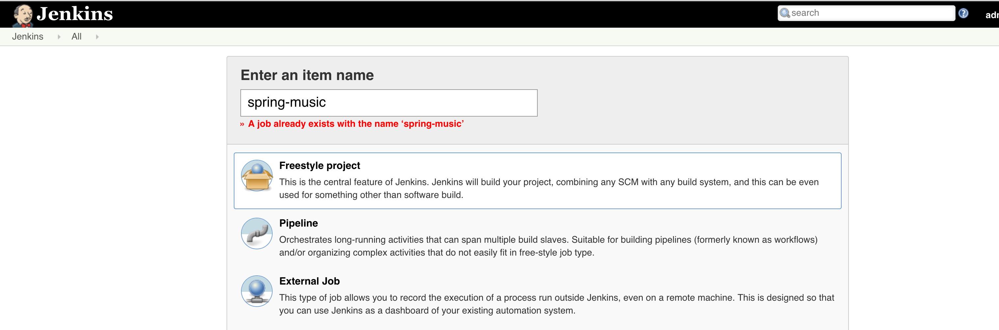 Jenkins
search
adm
Jenkins
All
Enter an item name
spring-music
» A job already exists with the name ‘spring-music’
Freestyle project
This is the central feature of Jenkins. Jenkins will build your project, combining any SCM with any build system, and this can be even
used for something other than software build.
Pipeline
Orchestrates long-running activities that can span multiple build slaves. Suitable for building pipelines (formerly known as workflows)
and/or organizing complex activities that do not easily fit in free-style job type.
External Job
This type of job allows you to record the execution of a process run outside Jenkins, even on a remote machine. This is designed so that
you can use Jenkins as a dashboard of your existing automation system.